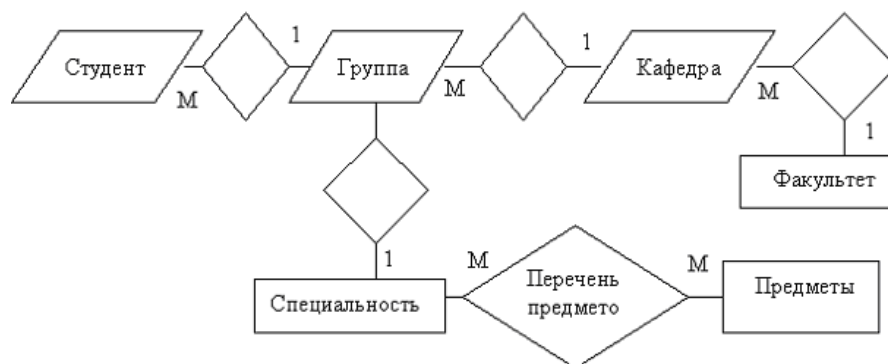 Студент
М
1
Группа
М
1
Кафедра
М
1
Факультет
1
Специальность
М
Перечень
предмето
М
Предметы